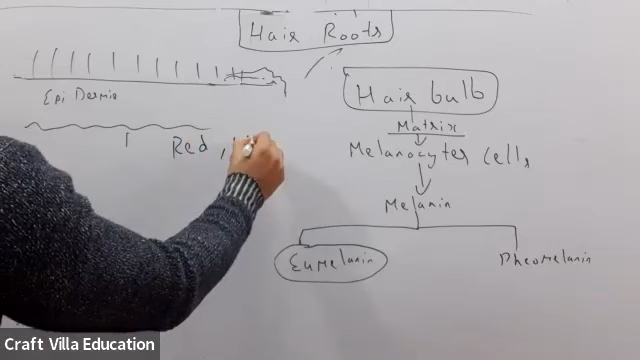 Hair Roots
Hair bulb
Epi Dermis
Matrix
Red ,
Melanocytes cells
Melanin
Eumelanin
Pheomelanin
Craft Villa Education